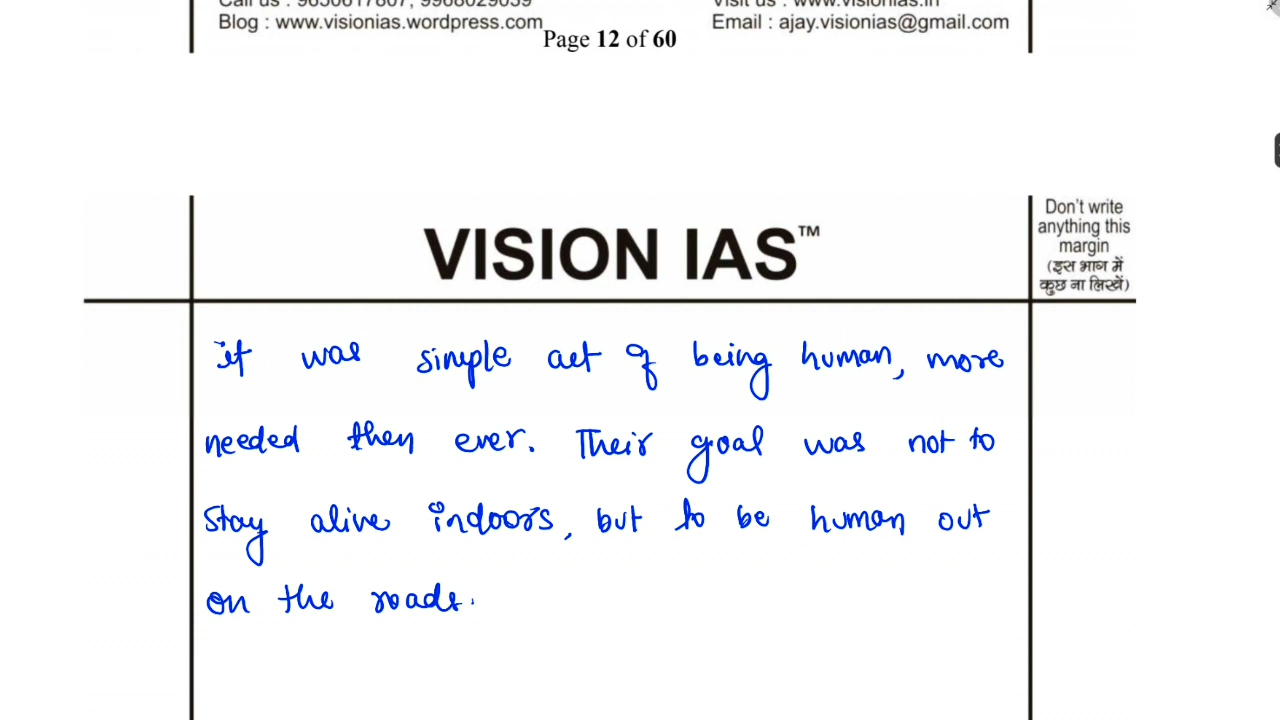 Blog : www.visionias.wordpress.com
Email : ajay.visionias@gmail.com
Page 12 of 60
VISION IAS™
Don't write
anything this
margin
(इस भाग में
कुछ ना लिखें)
it was simple act of being human, more
needed then ever. Their goal was not to
stay alive indoors, but to be human out
on the roads.